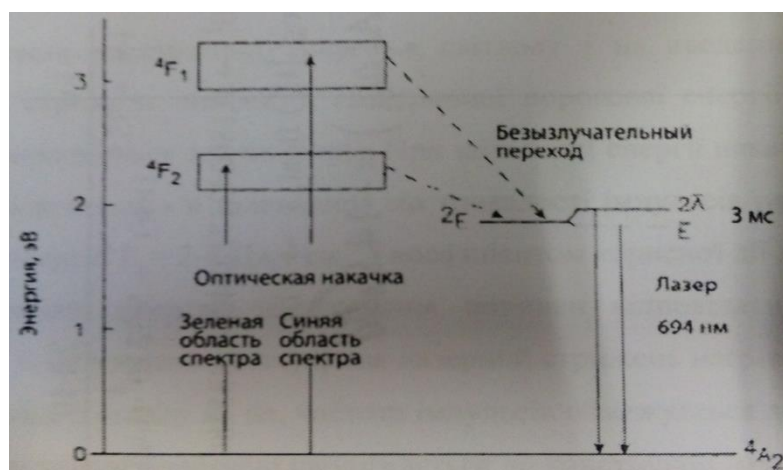 Энергия, эВ
3
2
1
0
⁴F₁
⁴F₂
Безызлучательный
переход
2E
2Ā
Ē
3 мс
Оптическая накачка
Зеленая
область
спектра
Синяя
область
спектра
Лазер
694 нм
⁴A₂